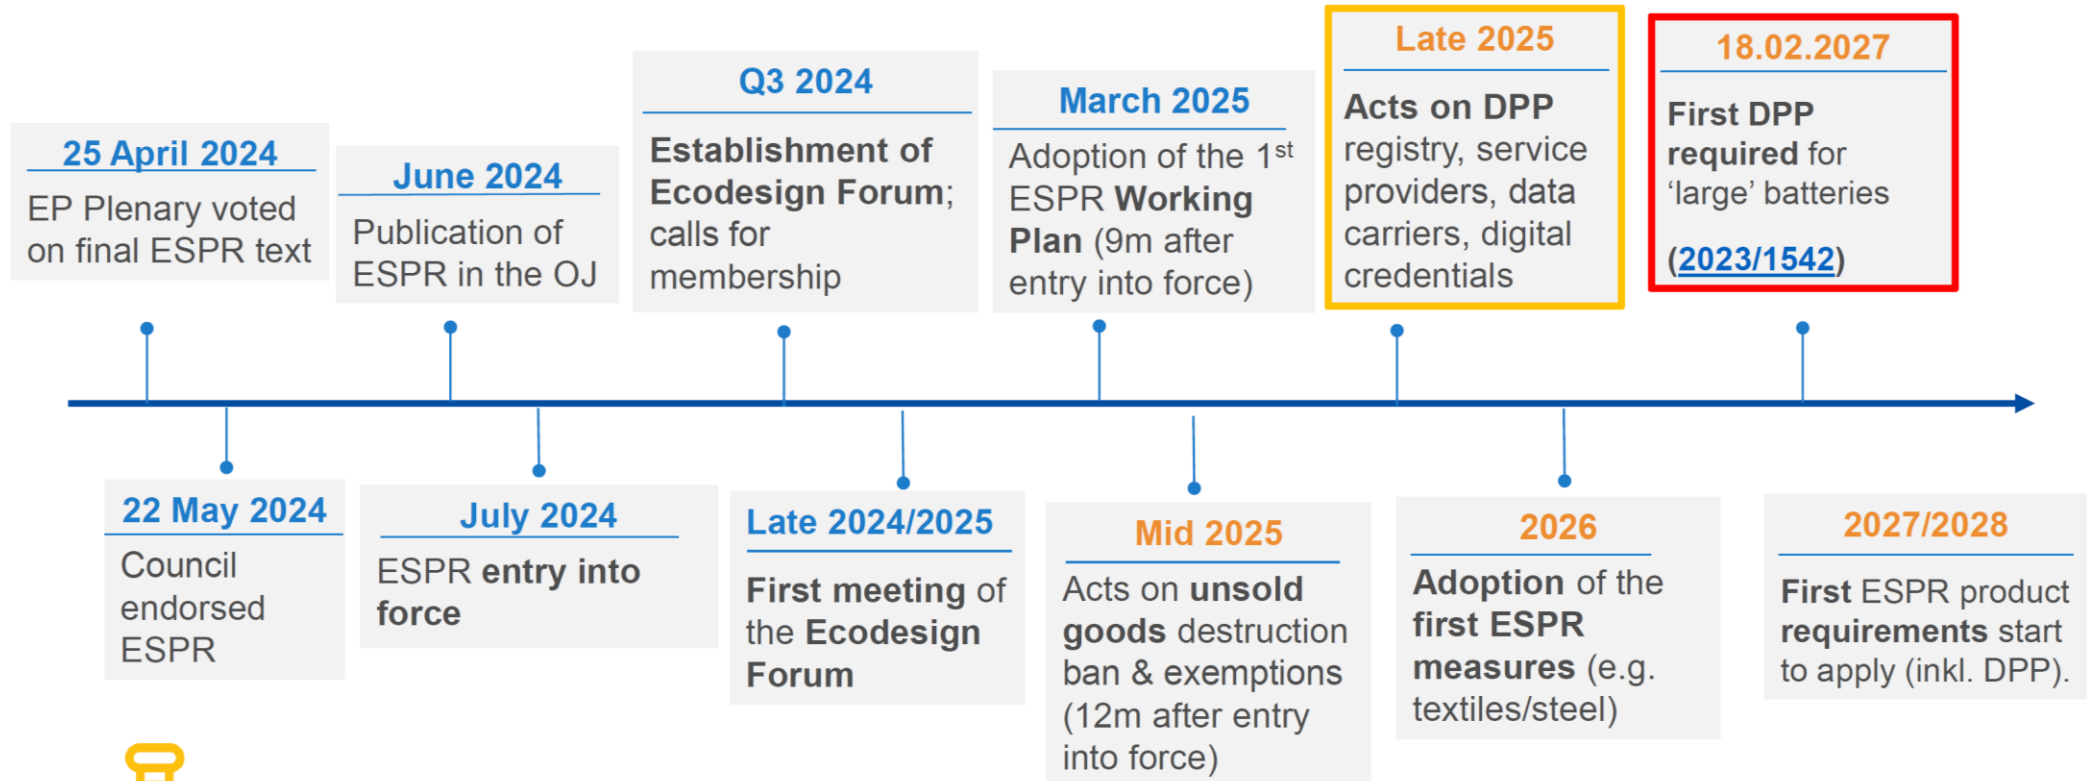 25 April 2024
EP Plenary voted
on final ESPR text
June 2024
Publication of
ESPR in the OJ
Q3 2024
Establishment of
Ecodesign Forum;
calls for
membership
March 2025
Adoption of the 1st
ESPR Working
Plan (9m after
entry into force)
Late 2025
Acts on DPP
registry, service
providers, data
carriers, digital
credentials
18.02.2027
First DPP
required for
‘large’ batteries
(2023/1542)
22 May 2024
Council
endorsed
ESPR
July 2024
ESPR entry into
force
Late 2024/2025
First meeting of
the Ecodesign
Forum
Mid 2025
Acts on unsold
goods destruction
ban & exemptions
(12m after entry
into force)
2026
Adoption of the
first ESPR
measures (e.g.
textiles/steel)
2027/2028
First ESPR product
requirements start
to apply (inkl. DPP).